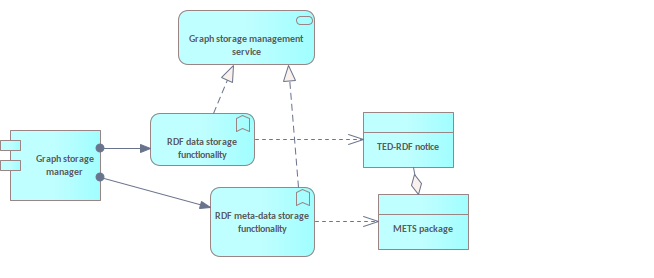 Graph storage management
service
RDF data storage
functionality
TED-RDF notice
Graph storage
manager
RDF meta-data storage
functionality
METS package